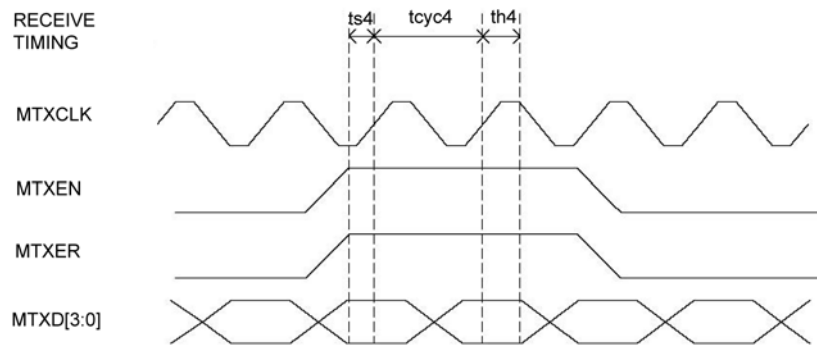 RECEIVE
TIMING
ts4 tcyc4 th4
MTXCLK
MTXEN
MTXER
MTXD[3:0]